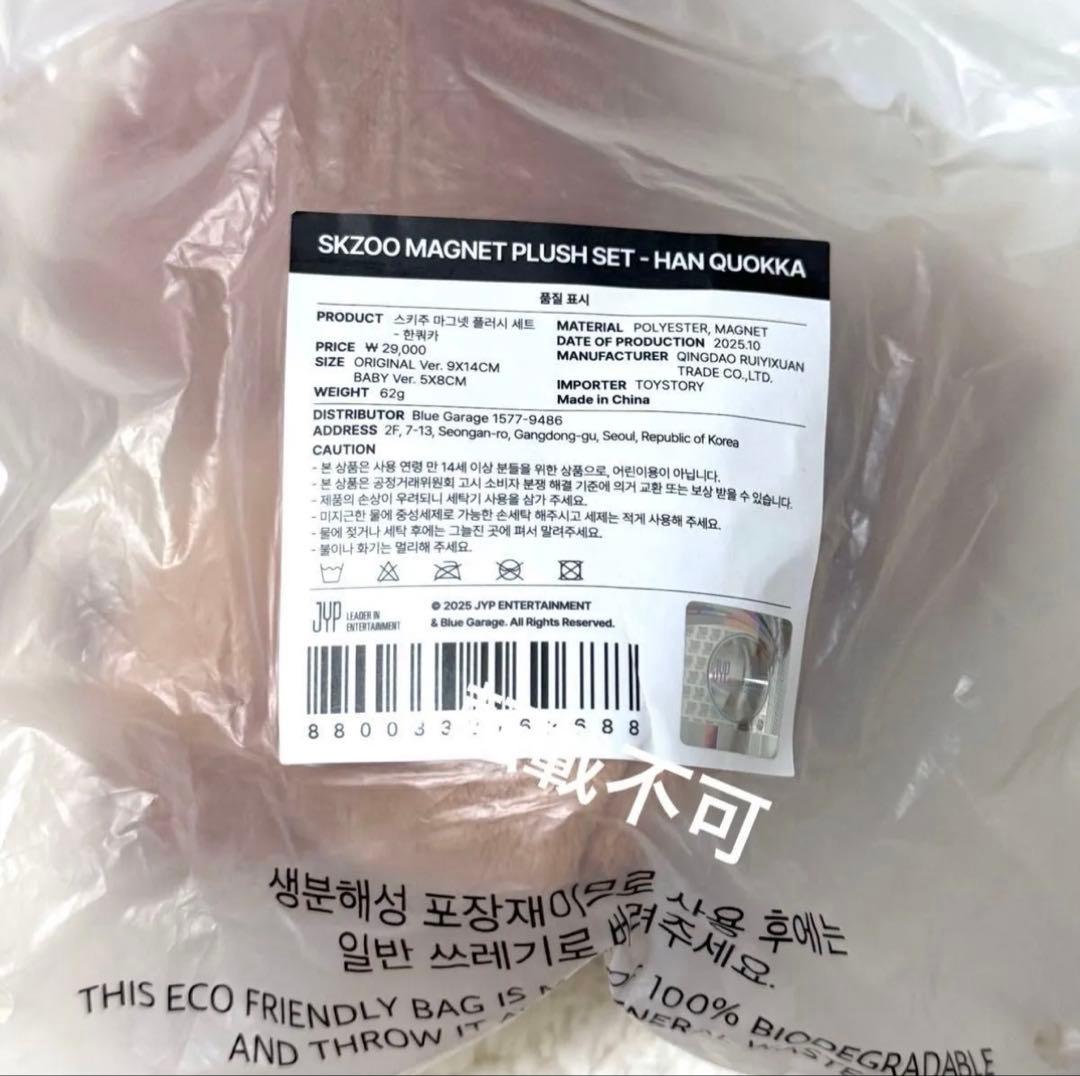 SKZOO MAGNET PLUSH SET - HAN QUOKKA
품질 표시
PRODUCT 스키주 마그넷 플러시 세트
- 한쿼카
PRICE ₩ 29,000
SIZE ORIGINAL Ver. 9X14CM
BABY Ver. 5X8CM
WEIGHT 62g
MATERIAL POLYESTER, MAGNET
DATE OF PRODUCTION 2025.10
MANUFACTURER QINGDAO RUIYIXUAN
TRADE CO.,LTD.
IMPORTER TOYSTORY
Made in China
DISTRIBUTOR Blue Garage 1577-9486
ADDRESS 2F, 7-13, Seongan-ro, Gangdong-gu, Seoul, Republic of Korea
CAUTION
- 본 상품은 사용 연령 만 14세 이상 분들을 위한 상품으로, 어린이용이 아닙니다.
- 본 상품은 공정거래위원회 고시 소비자 분쟁 해결 기준에 의거 교환 또는 보상 받을 수 있습니다.
- 제품의 손상이 우려되니 세탁기 사용을 삼가 주세요.
- 미지근한 물에 중성세제로 가능한 손세탁 해주시고 세제는 적게 사용해 주세요.
- 물에 젖거나 세탁 후에는 그늘진 곳에 펴서 말려주세요.
- 불이나 화기는 멀리해 주세요.
JYP LEADER IN
ENTERTAINMENT
© 2025 JYP ENTERTAINMENT
& Blue Garage. All Rights Reserved.
JYP
載不可
생분해성 포장재이므로 사용 후에는
일반 쓰레기로 버려주세요.
THIS ECO FRIENDLY BAG IS 100% BIODEGRADABLE
AND THROW IT GENERAL WASTE